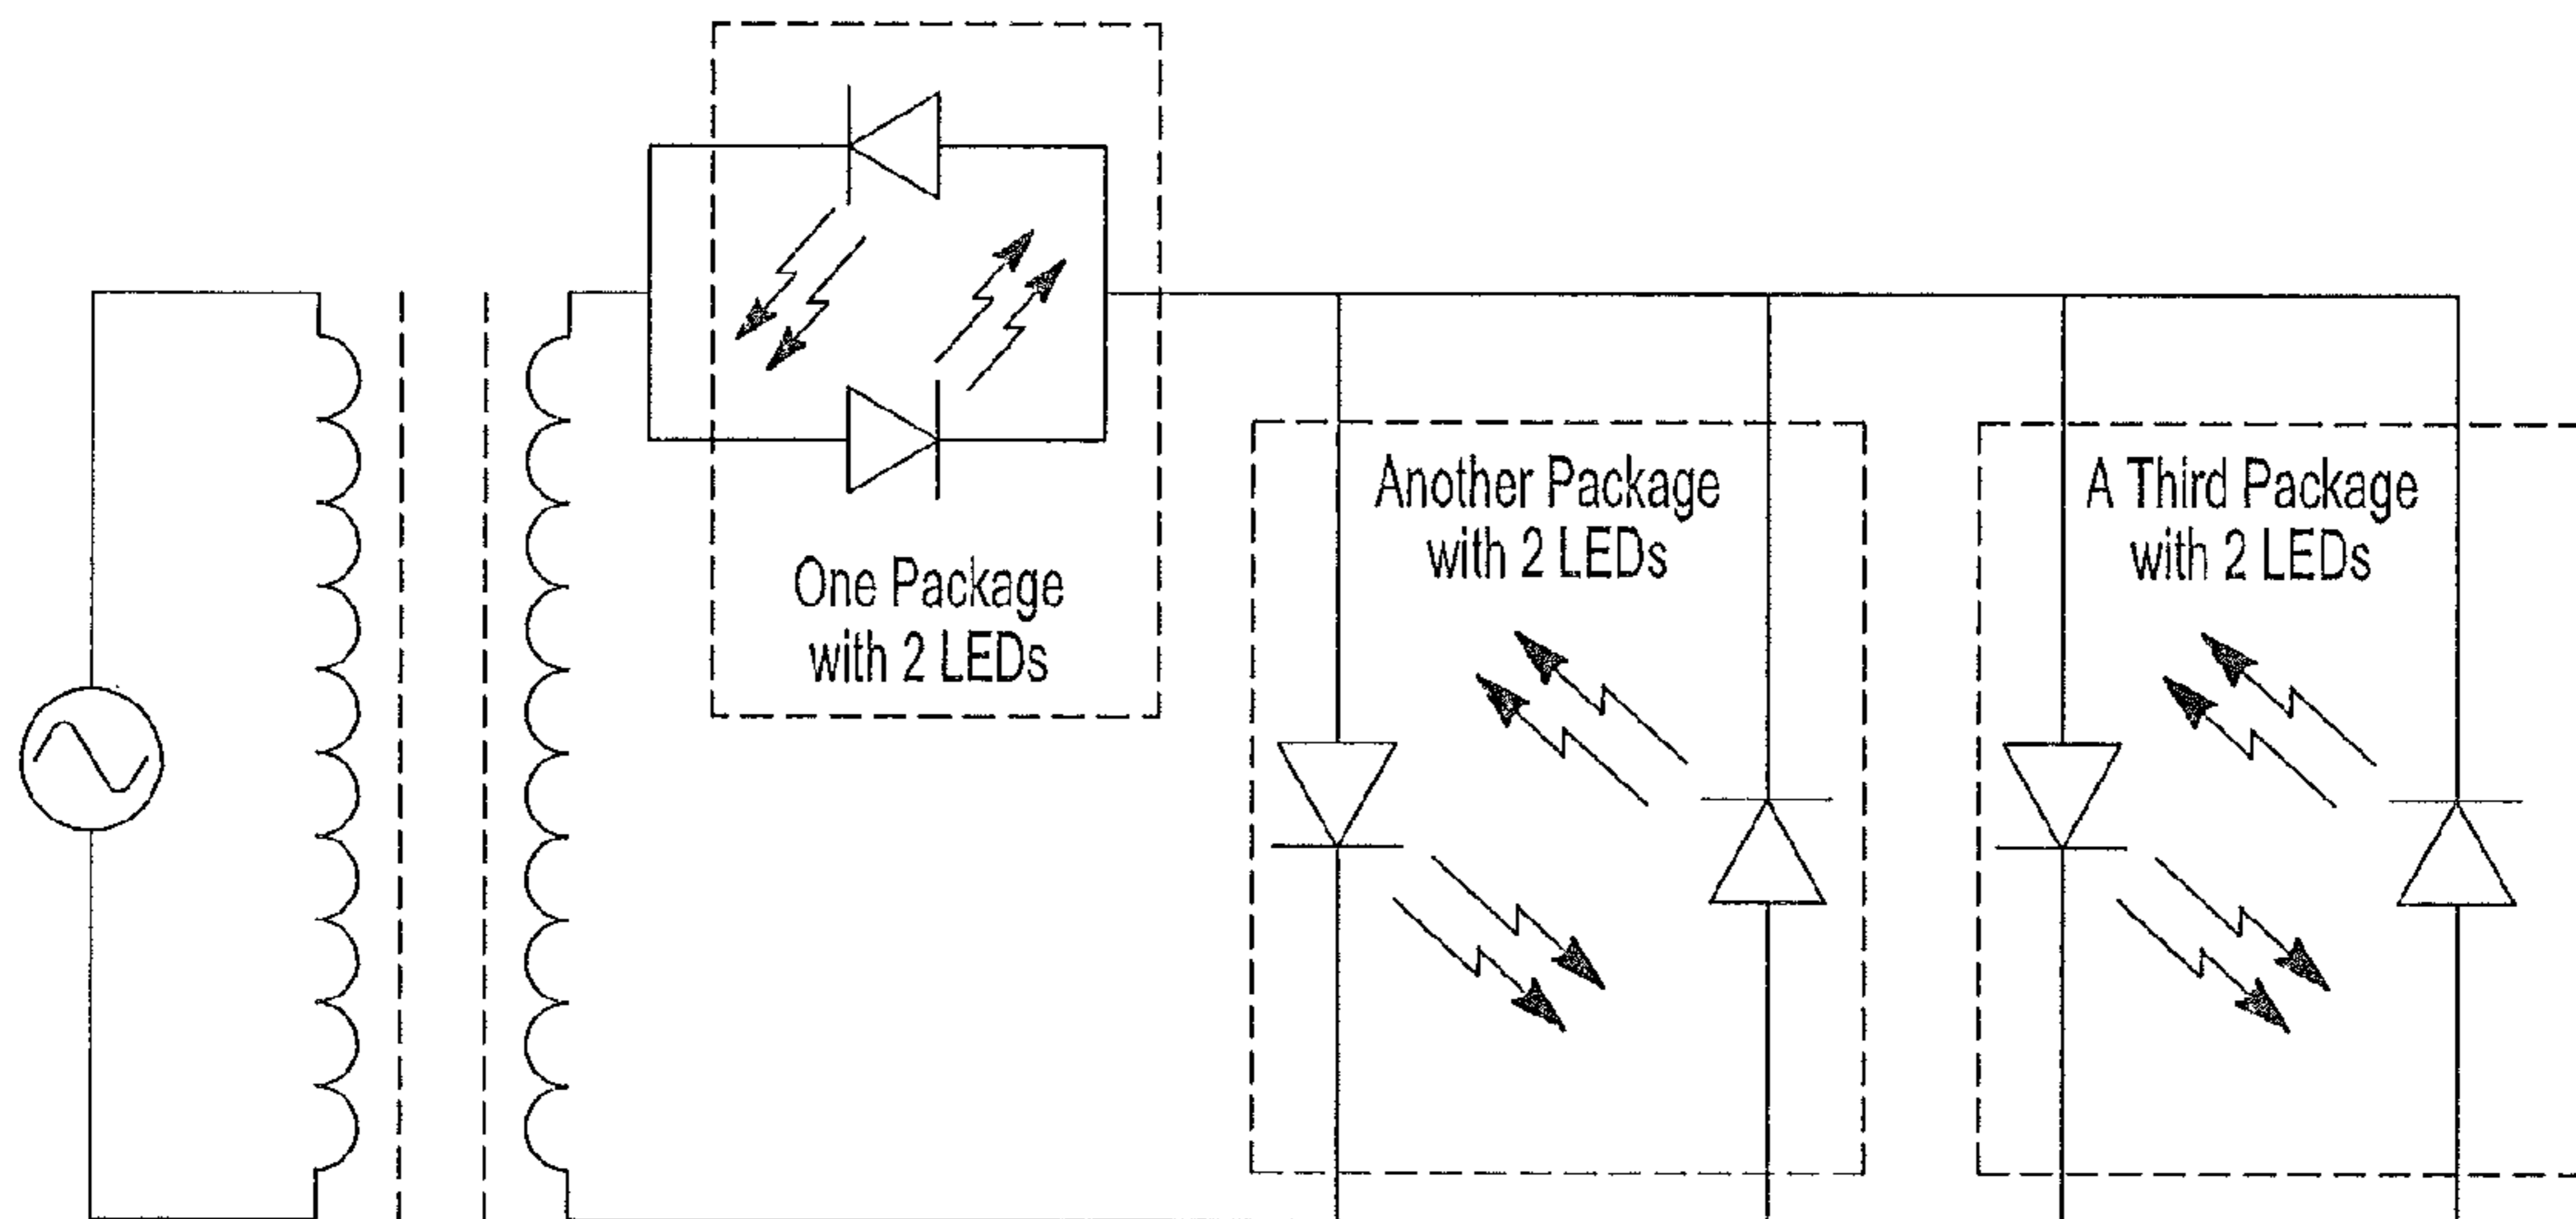 One Package
with 2 LEDs
Another Package
with 2 LEDs
A Third Package
with 2 LEDs